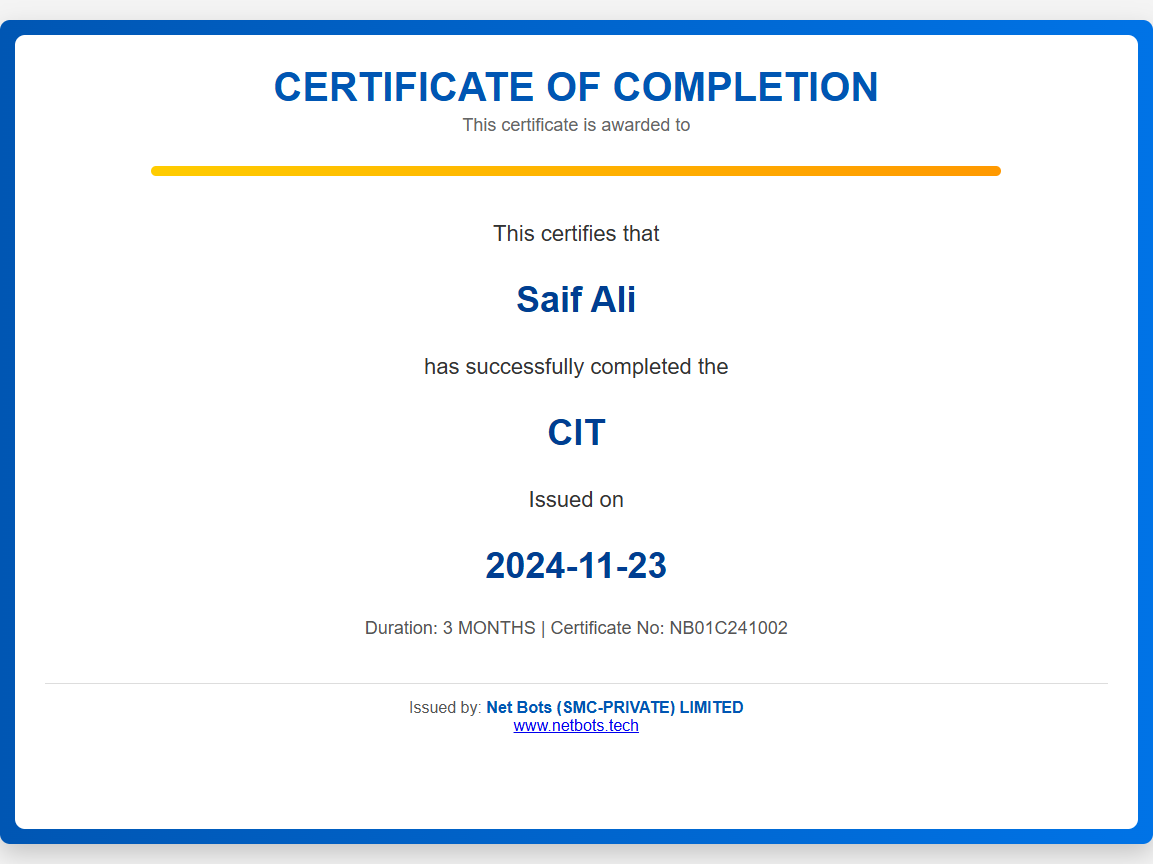 CERTIFICATE OF COMPLETION
This certificate is awarded to
This certifies that
Saif Ali
has successfully completed the
CIT
Issued on
2024-11-23
Duration: 3 MONTHS | Certificate No: NB01C241002
Issued by: Net Bots (SMC-PRIVATE) LIMITED
www.netbots.tech